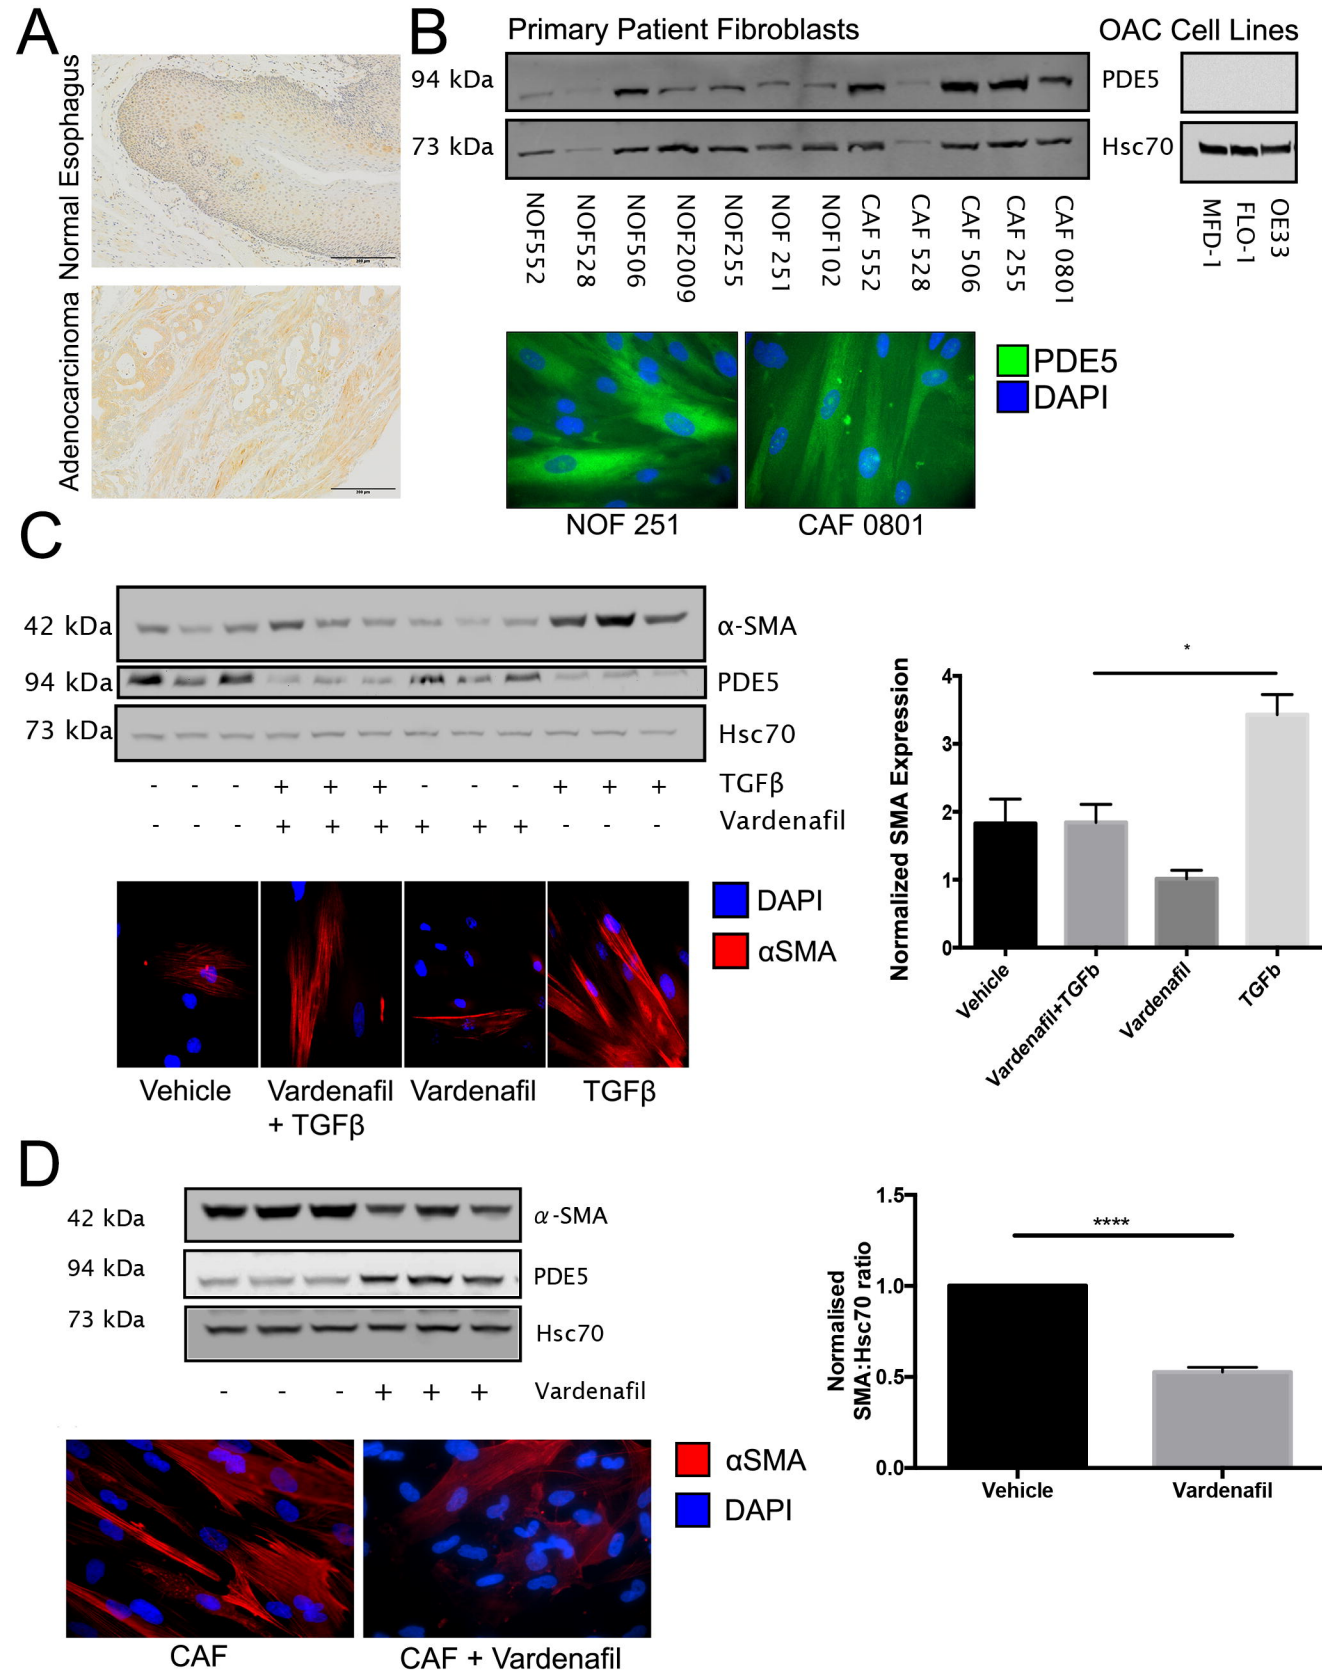 A
Normal Esophagus
200 µm
Adenocarcinoma
200 µm
B
Primary Patient Fibroblasts
OAC Cell Lines
94 kDa
PDE5
73 kDa
Hsc70
NOF552
NOF528
NOF506
NOF2009
NOF255
NOF 251
NOF102
CAF 552
CAF 528
CAF 506
CAF 255
CAF 0801
MFD-1
FLO-1
OE33
PDE5
DAPI
NOF 251
CAF 0801
C
42 kDa
α-SMA
94 kDa
PDE5
73 kDa
Hsc70
- - - + + + - - - + + + TGFβ
- - - + + + + + + - - - Vardenafil
DAPI
αSMA
Vehicle
Vardenafil
+ TGFβ
Vardenafil
TGFβ
Normalized SMA Expression
4
3
2
1
0
*
Vehicle
Vardenafil+TGFb
Vardenafil
TGFb
D
42 kDa
α-SMA
94 kDa
PDE5
73 kDa
Hsc70
- - - + + + Vardenafil
αSMA
DAPI
CAF
CAF + Vardenafil
Normalised
SMA:Hsc70 ratio
1.5
1.0
0.5
0.0
****
Vehicle
Vardenafil